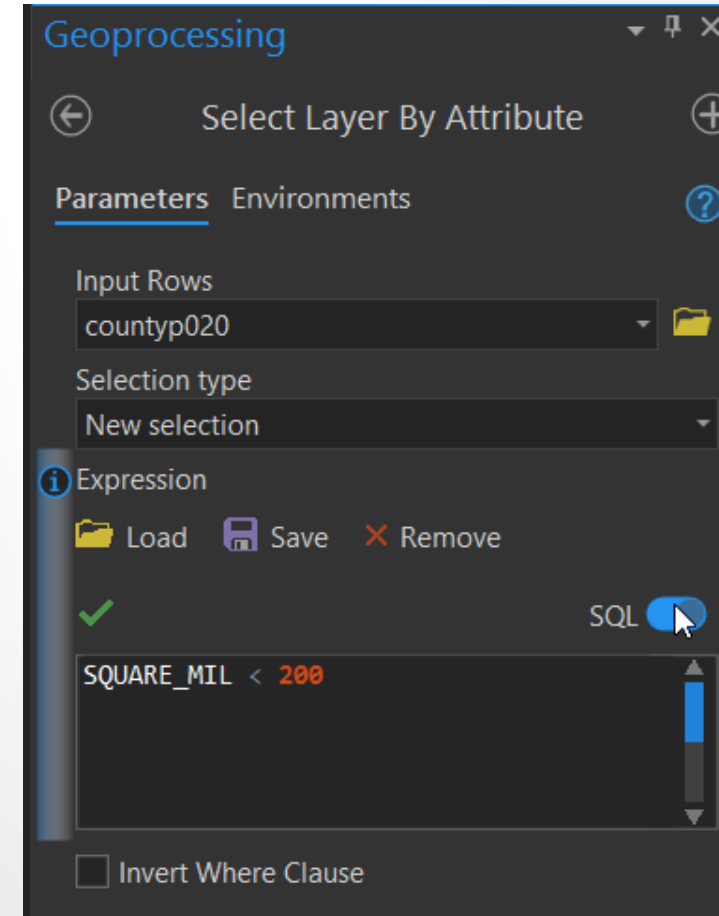 Geoprocessing
Select Layer By Attribute
Parameters Environments
Input Rows
countyp020
Selection type
New selection
Expression
Load Save Remove
SQL
SQUARE_MIL < 200
Invert Where Clause